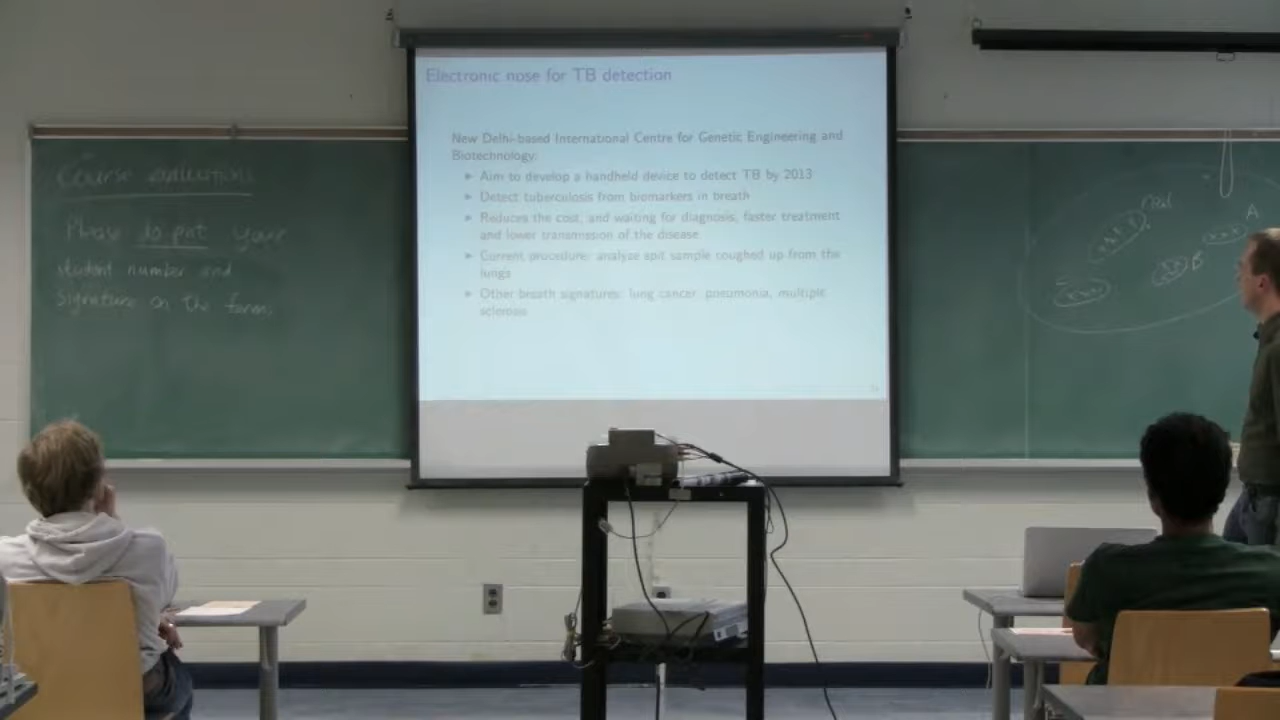 Course evaluations
Please to put your
student number and
signature on the form.
Electronic nose for TB detection
New Delhi-based International Centre for Genetic Engineering and
Biotechnology:
▶ Aim to develop a handheld device to detect TB by 2013
▶ Detect tuberculosis from biomarkers in breath
▶ Reduces the cost, and waiting for diagnosis, faster treatment
and lower transmission of the disease
▶ Current procedure: analyze spit sample coughed up from the
lungs
▶ Other breath signatures: lung cancer, pneumonia, multiple
sclerosis
A
B